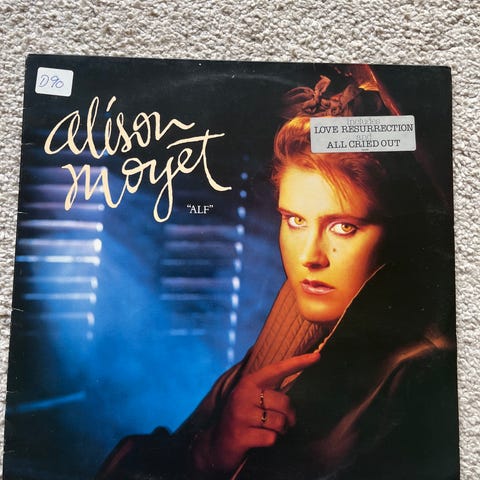 D90
alison
moyet
"ALF"
includes
LOVE RESURRECTION
and
ALL CRIED OUT